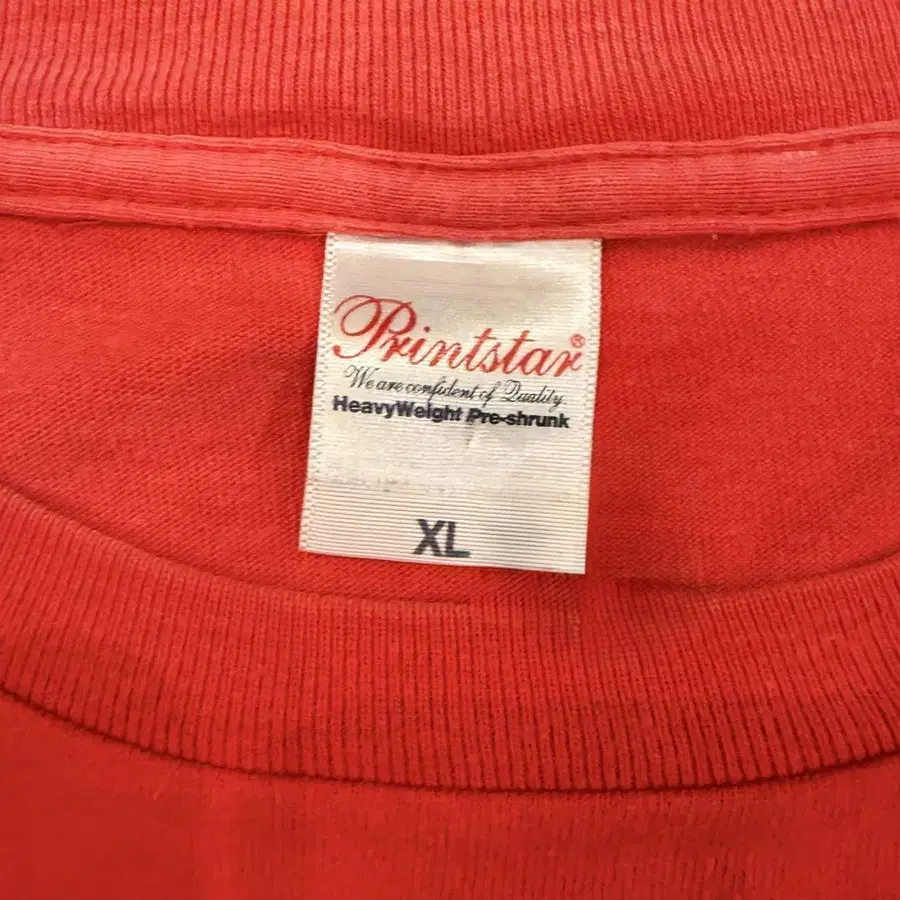 Printstar®
We are confident of Quality
HeavyWeight Pre-shrunk
XL